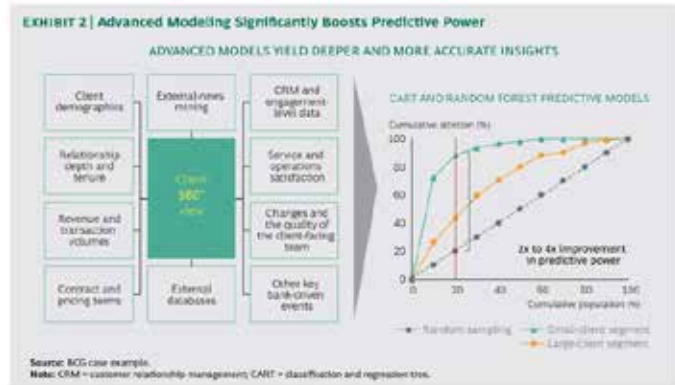 EXHIBIT 2 | Advanced Modeling Significantly Boosts Predictive Power
ADVANCED MODELS YIELD DEEPER AND MORE ACCURATE INSIGHTS
Client
demographics
External-news
mining
CRM and
engagement-
level data
Relationship
depth and
tenure
Client
360°
view
Service and
operations
satisfaction
Revenue and
transaction
volumes
Changes and
the quality of
the client-facing
team
Contract and
pricing terms
External
databases
Other key
bank-driven
events
CART AND RANDOM FOREST PREDICTIVE MODELS
Cumulative attrition (%)
100
80
60
40
20
0
0
20
40
60
80
100
2x to 4x improvement
in predictive power
Cumulative population (%)
Random sampling
Small-client segment
Large-client segment
Source: BCG case example.
Note: CRM = customer relationship management; CART = classification and regression tree.